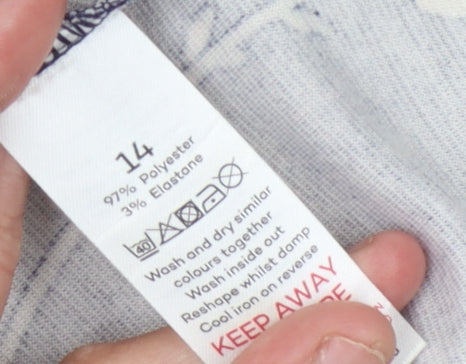 14
97% Polyester
3% Elastane
40
Wash and dry similar
colours together
Wash inside out
Reshape whilst damp
Cool iron on reverse
KEEP AWAY